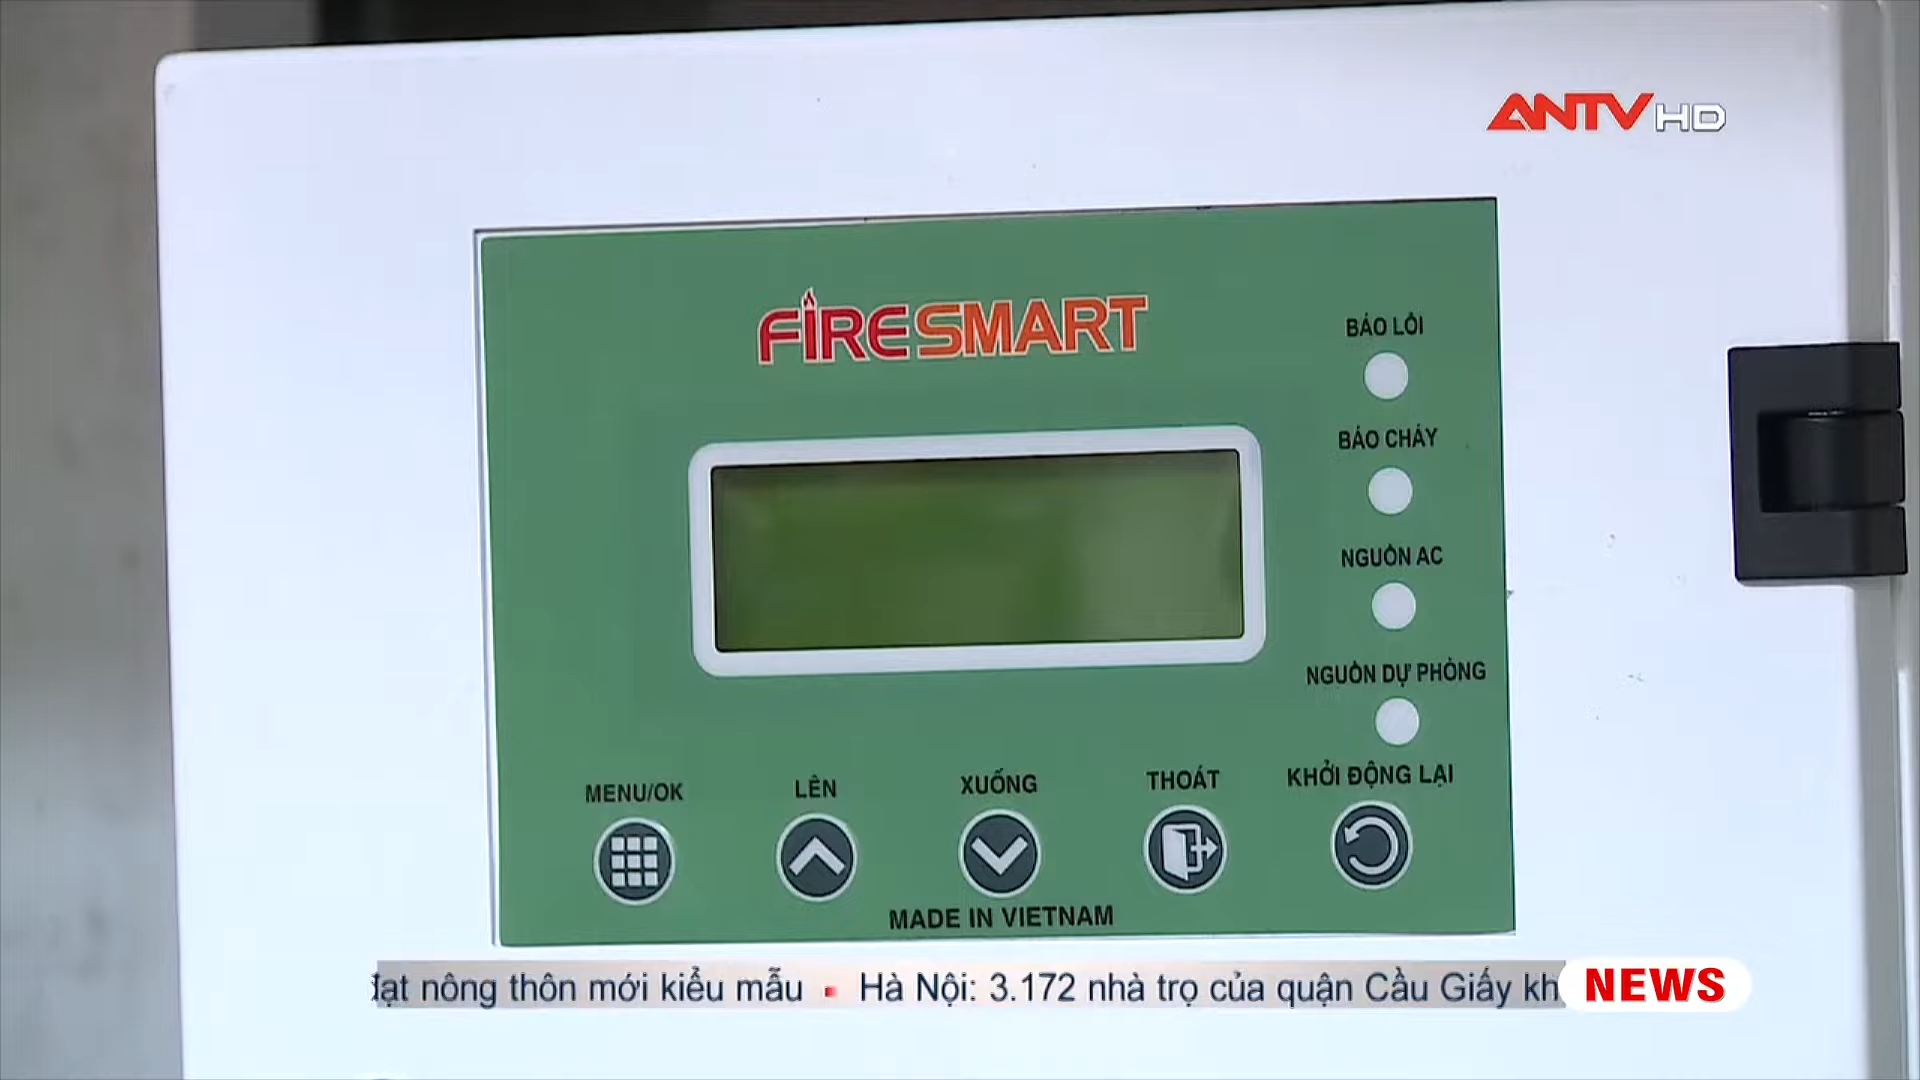 ANTV HD
FIRESMART
BÁO LỖI
BÁO CHÁY
NGUỒN AC
NGUỒN DỰ PHÒNG
MENU/OK
LÊN
XUỐNG
THOÁT
KHỞI ĐỘNG LẠI
MADE IN VIETNAM
đạt nông thôn mới kiểu mẫu ▪ Hà Nội: 3.172 nhà trọ của quận Cầu Giấy kh
NEWS